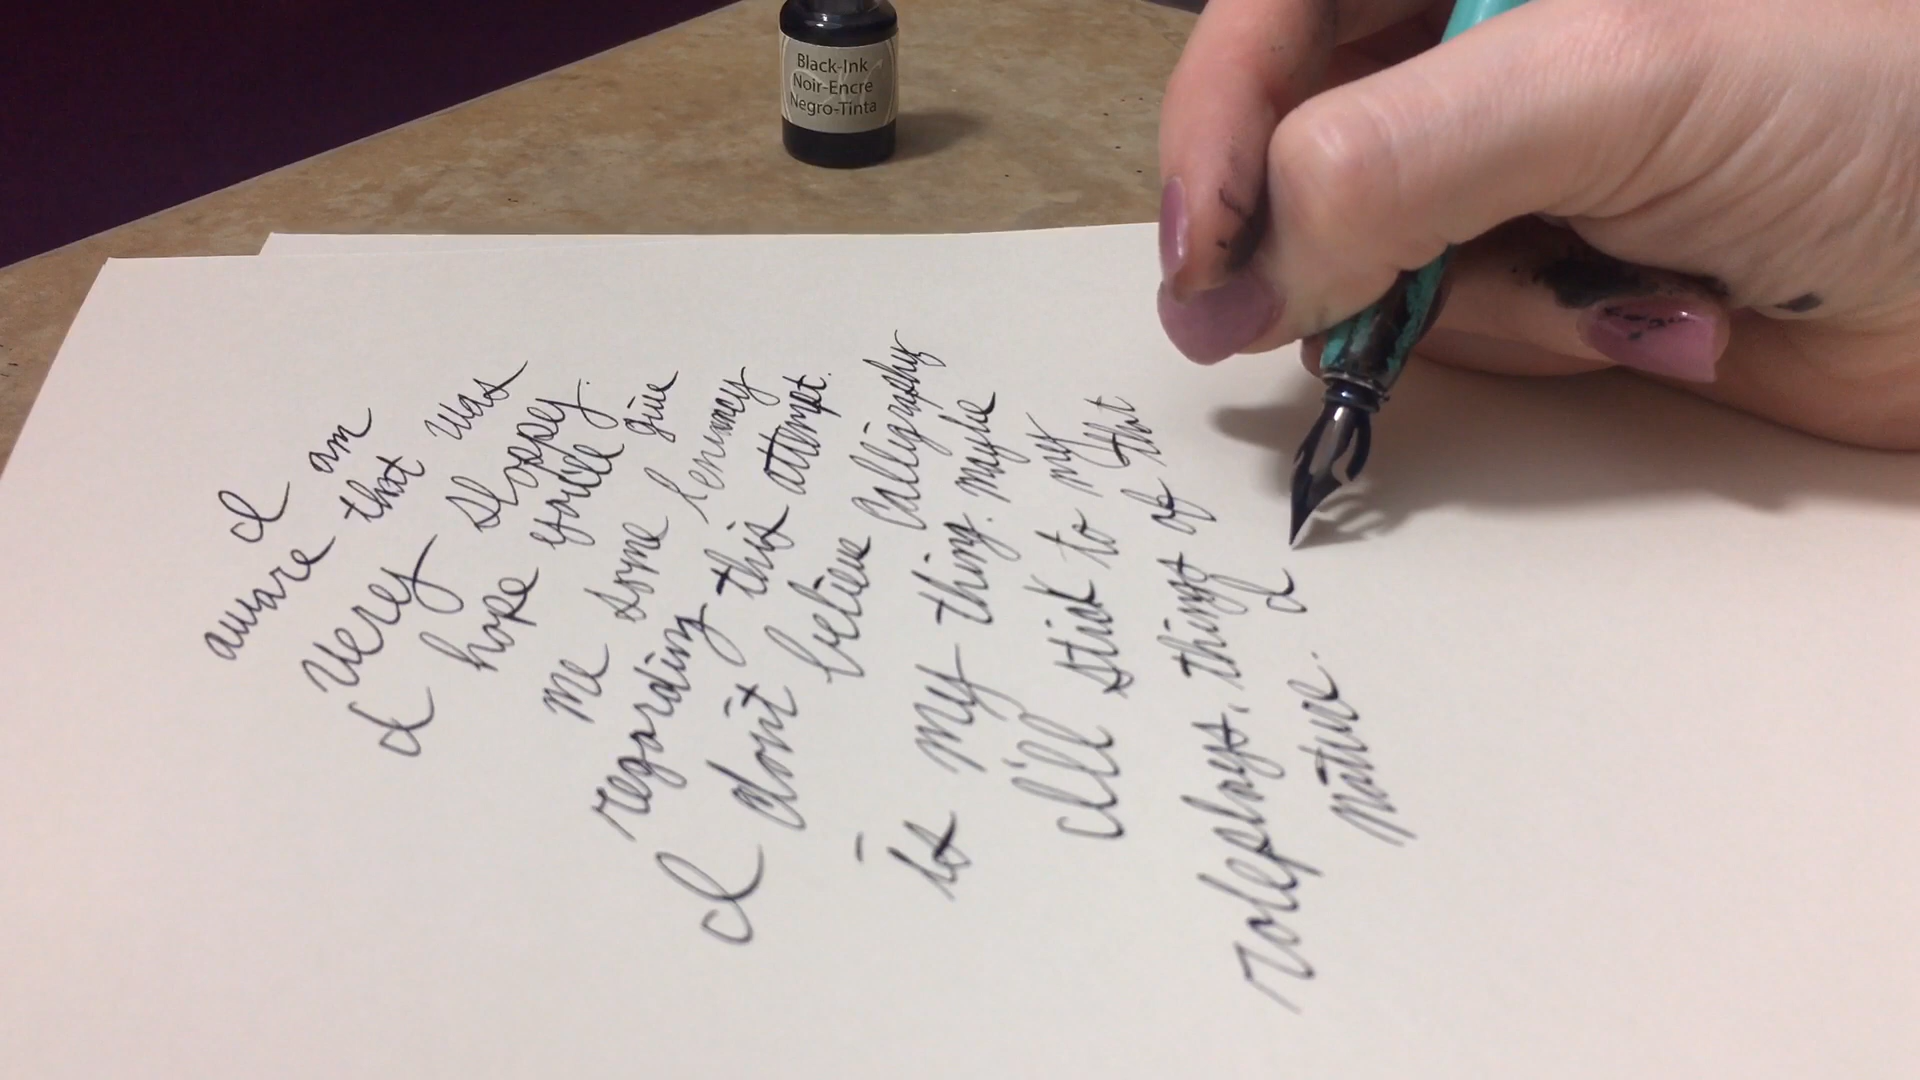 Black-Ink
Noir-Encre
Negro-Tinta
I am
aware that was
very sloppy.
I hope you'll give
me some leniency
regarding this attempt.
I don't believe calligraphy
is my thing. Maybe
I'll stick to my
roleplays, things of that
nature. I